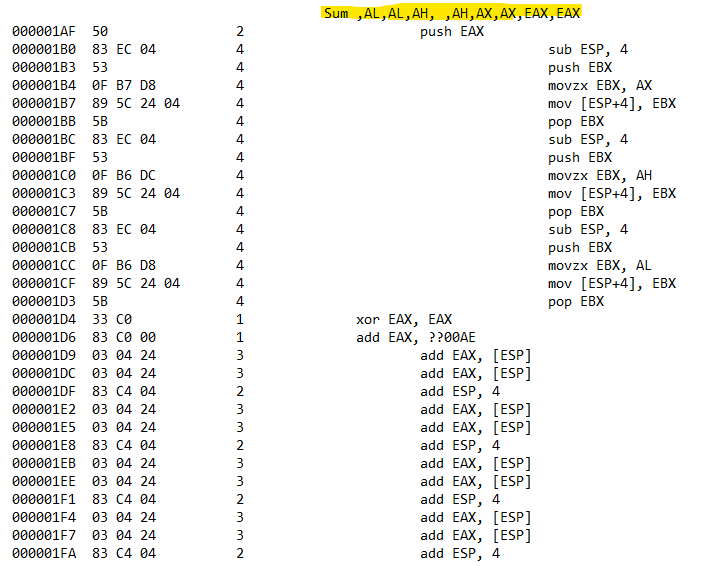 Sum ,AL,AL,AH, ,AH,AX,AX,EAX,EAX
000001AF 50 2 push EAX
000001B0 83 EC 04 4 sub ESP, 4
000001B3 53 4 push EBX
000001B4 0F B7 D8 4 movzx EBX, AX
000001B7 89 5C 24 04 4 mov [ESP+4], EBX
000001BB 5B 4 pop EBX
000001BC 83 EC 04 4 sub ESP, 4
000001BF 53 4 push EBX
000001C0 0F B6 DC 4 movzx EBX, AH
000001C3 89 5C 24 04 4 mov [ESP+4], EBX
000001C7 5B 4 pop EBX
000001C8 83 EC 04 4 sub ESP, 4
000001CB 53 4 push EBX
000001CC 0F B6 D8 4 movzx EBX, AL
000001CF 89 5C 24 04 4 mov [ESP+4], EBX
000001D3 5B 4 pop EBX
000001D4 33 C0 1 xor EAX, EAX
000001D6 83 C0 00 1 add EAX, ??00AE
000001D9 03 04 24 3 add EAX, [ESP]
000001DC 03 04 24 3 add EAX, [ESP]
000001DF 83 C4 04 2 add ESP, 4
000001E2 03 04 24 3 add EAX, [ESP]
000001E5 03 04 24 3 add EAX, [ESP]
000001E8 83 C4 04 2 add ESP, 4
000001EB 03 04 24 3 add EAX, [ESP]
000001EE 03 04 24 3 add EAX, [ESP]
000001F1 83 C4 04 2 add ESP, 4
000001F4 03 04 24 3 add EAX, [ESP]
000001F7 03 04 24 3 add EAX, [ESP]
000001FA 83 C4 04 2 add ESP, 4